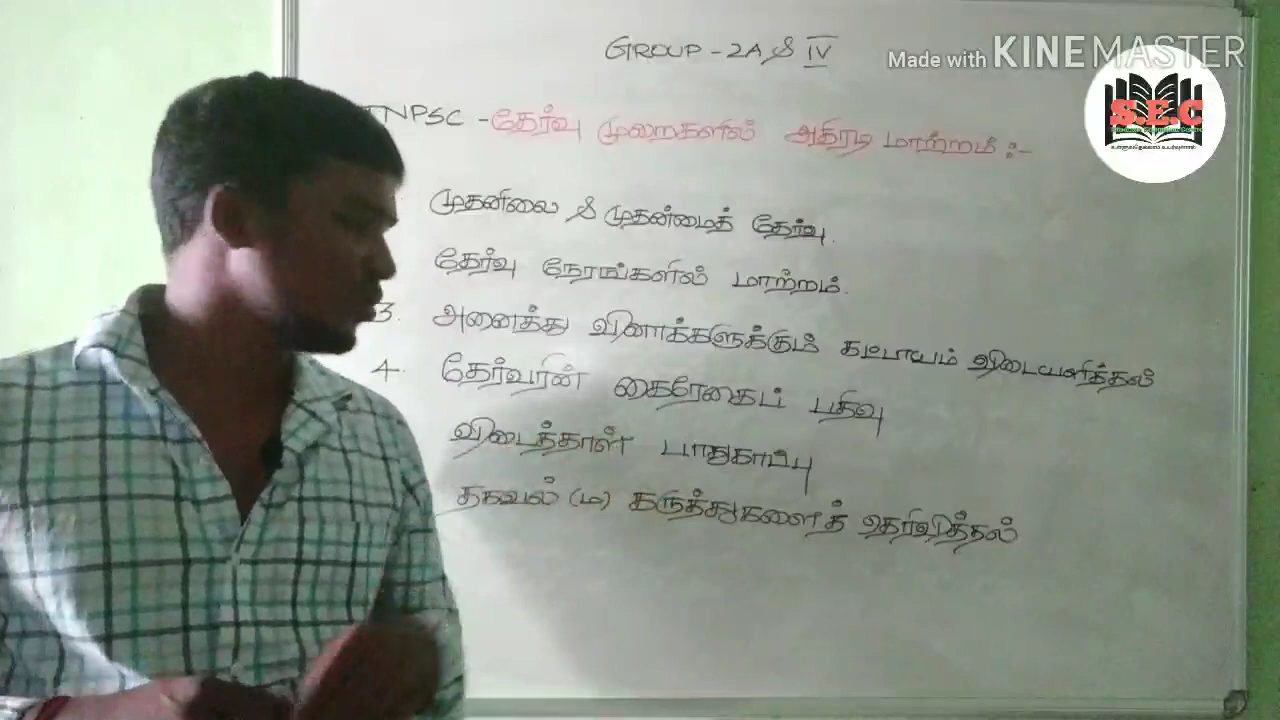 GROUP - 2A & IV
Made with KINEMASTER
TNPSC - தேர்வு முறைகளில் அதிரடி மாற்றம் :-
S.E.C
முதனிலை & முதன்மைத் தேர்வு.
தேர்வு நேரங்களில் மாற்றம்.
3. அனைத்து வினாக்களுக்கும் கட்டாயம் விடையளித்தல்
4. தேர்வரின் கைரேகைப் பதிவு
விடைத்தாள் பாதுகாப்பு
தகவல் (ம) கருத்துகளைத் தெரிவித்தல்